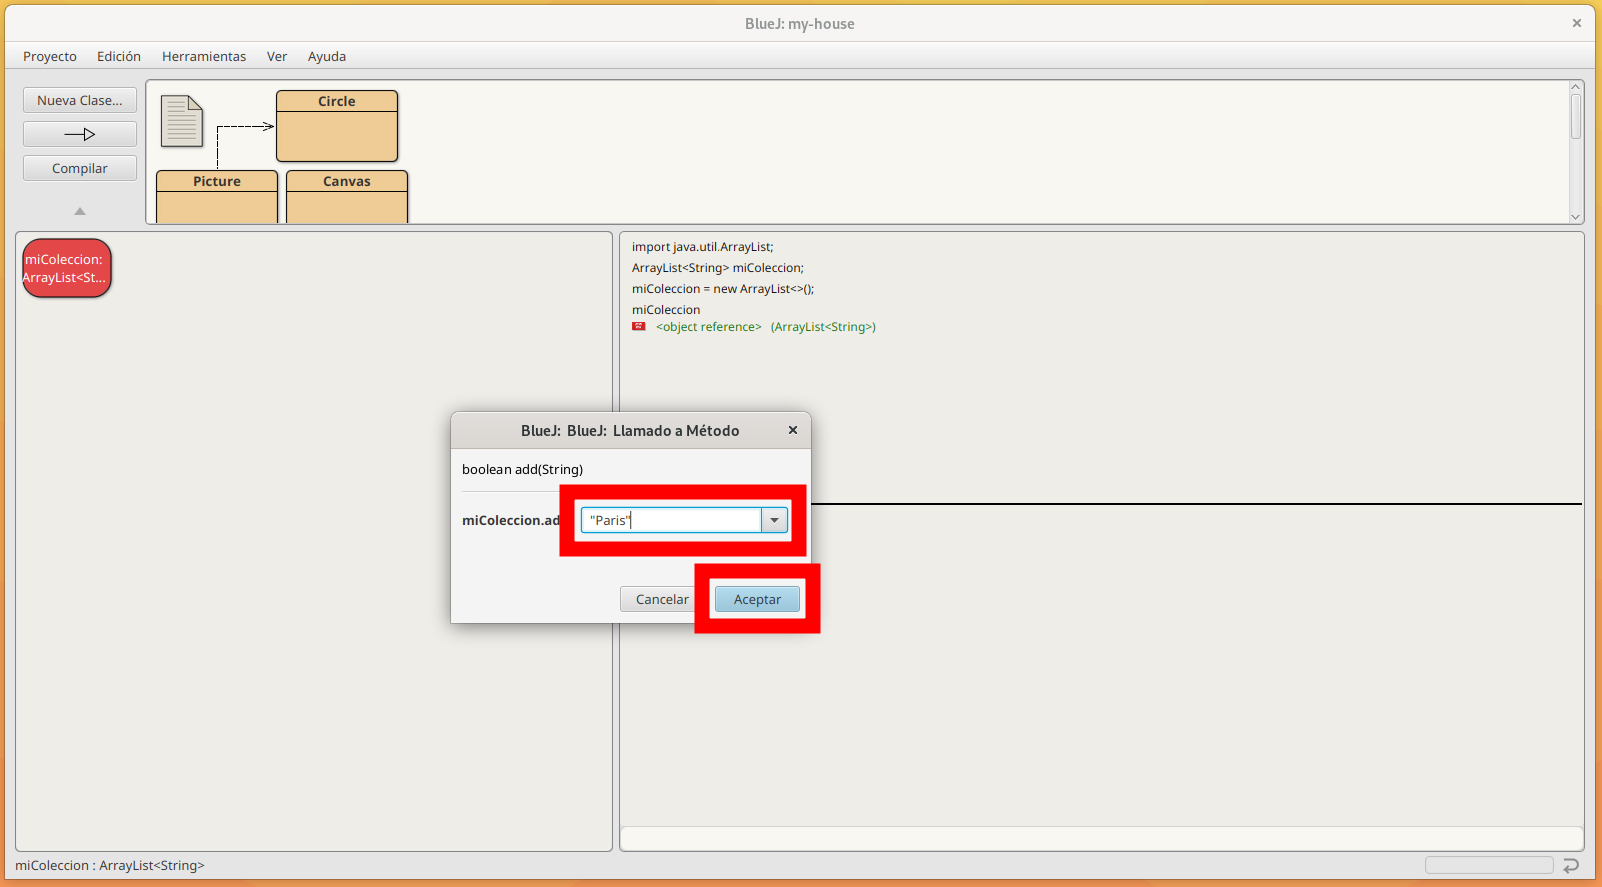 BlueJ: my-house
Proyecto Edición Herramientas Ver Ayuda
Nueva Clase...
Compilar
Circle
Picture
Canvas
miColeccion:
ArrayList<St...
import java.util.ArrayList;
ArrayList<String> miColeccion;
miColeccion = new ArrayList<>();
miColeccion
<object reference> (ArrayList<String>)
BlueJ: BlueJ: Llamado a Método
boolean add(String)
miColeccion.ad
"Paris"
Cancelar
Aceptar
miColeccion : ArrayList<String>